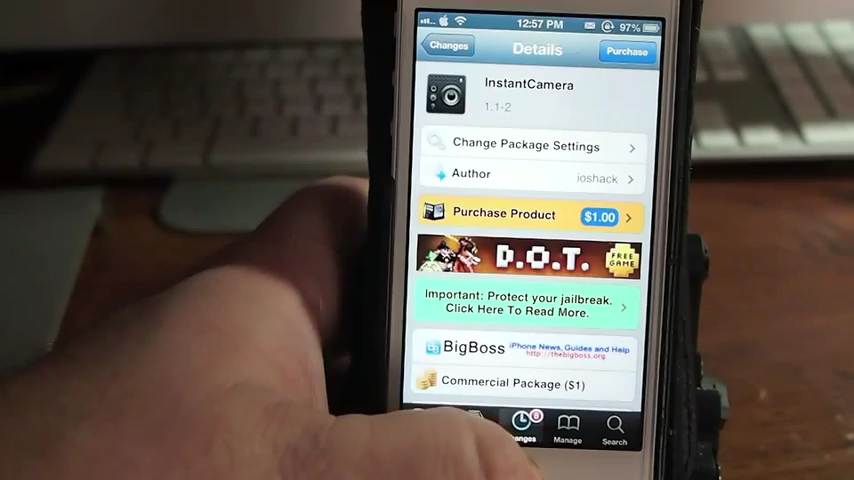 12:57 PM 97%
Changes Details Purchase
InstantCamera
1.1-2
Change Package Settings
Author ioshack
Purchase Product $1.00
D.O.T. FREE GAME
Important: Protect your jailbreak.
Click Here To Read More.
BigBoss iPhone News, Guides and Help
http://thebigboss.org
Commercial Package ($1)
Manage Search